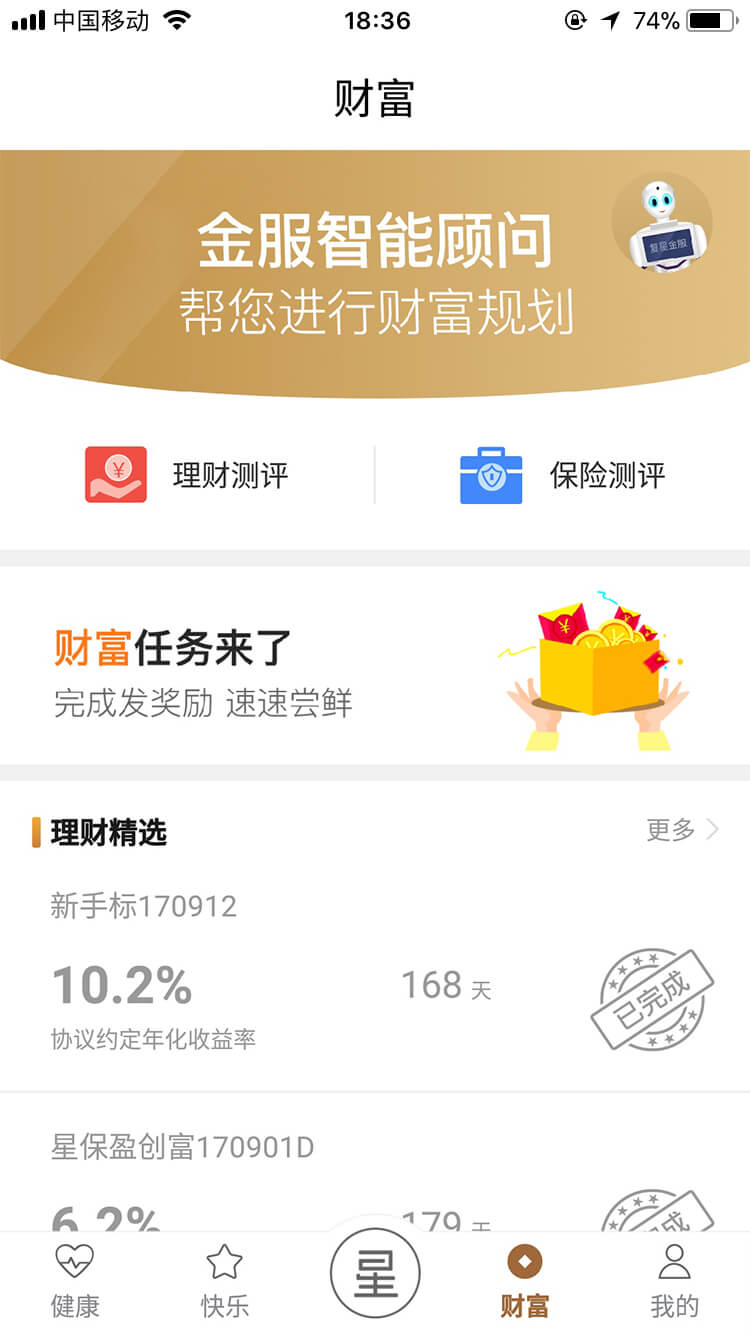 中国移动
18:36
74%
财富
金服智能顾问
帮您进行财富规划
复星金服
理财测评
保险测评
财富任务来了
完成发奖励 速速尝鲜
理财精选
更多
新手标170912
10.2%
168 天
已完成
协议约定年化收益率
星保盈创富170901D
6.2%
179 天
成
健康
快乐
星
财富
我的